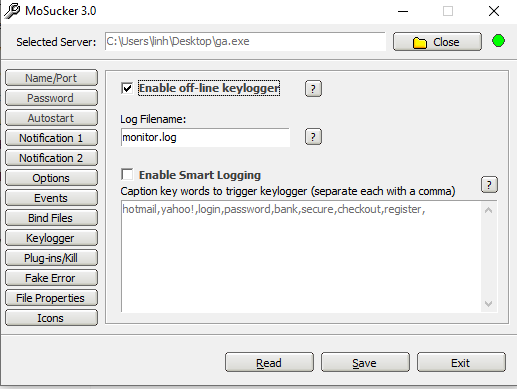 MoSucker 3.0
Selected Server: C:\Users\linh\Desktop\ga.exe Close
Name/Port
Password
Autostart
Notification 1
Notification 2
Options
Events
Bind Files
Keylogger
Plug-ins/Kill
Fake Error
File Properties
Icons
Enable off-line keylogger ?
Log Filename:
monitor.log ?
Enable Smart Logging
Caption key words to trigger keylogger (separate each with a comma) ?
hotmail,yahoo!,login,password,bank,secure,checkout,register,
Read Save Exit